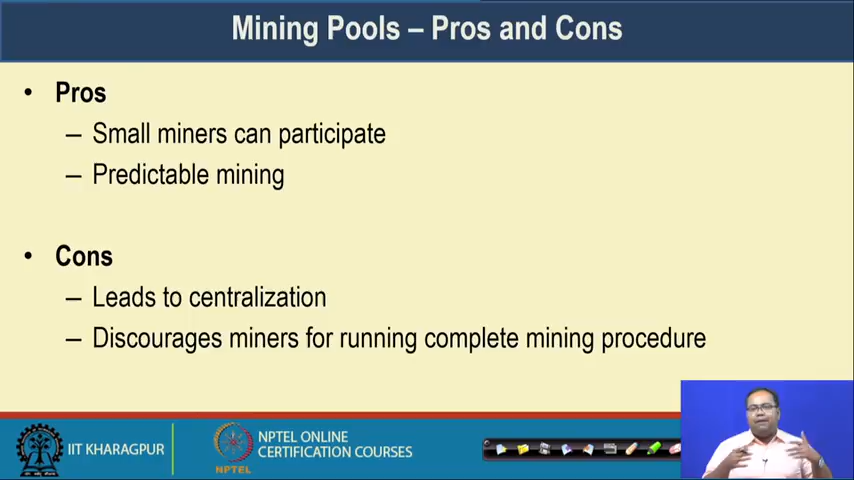 Mining Pools – Pros and Cons
• Pros
– Small miners can participate
– Predictable mining
• Cons
– Leads to centralization
– Discourages miners for running complete mining procedure
IIT KHARAGPUR
NPTEL
NPTEL ONLINE
CERTIFICATION COURSES